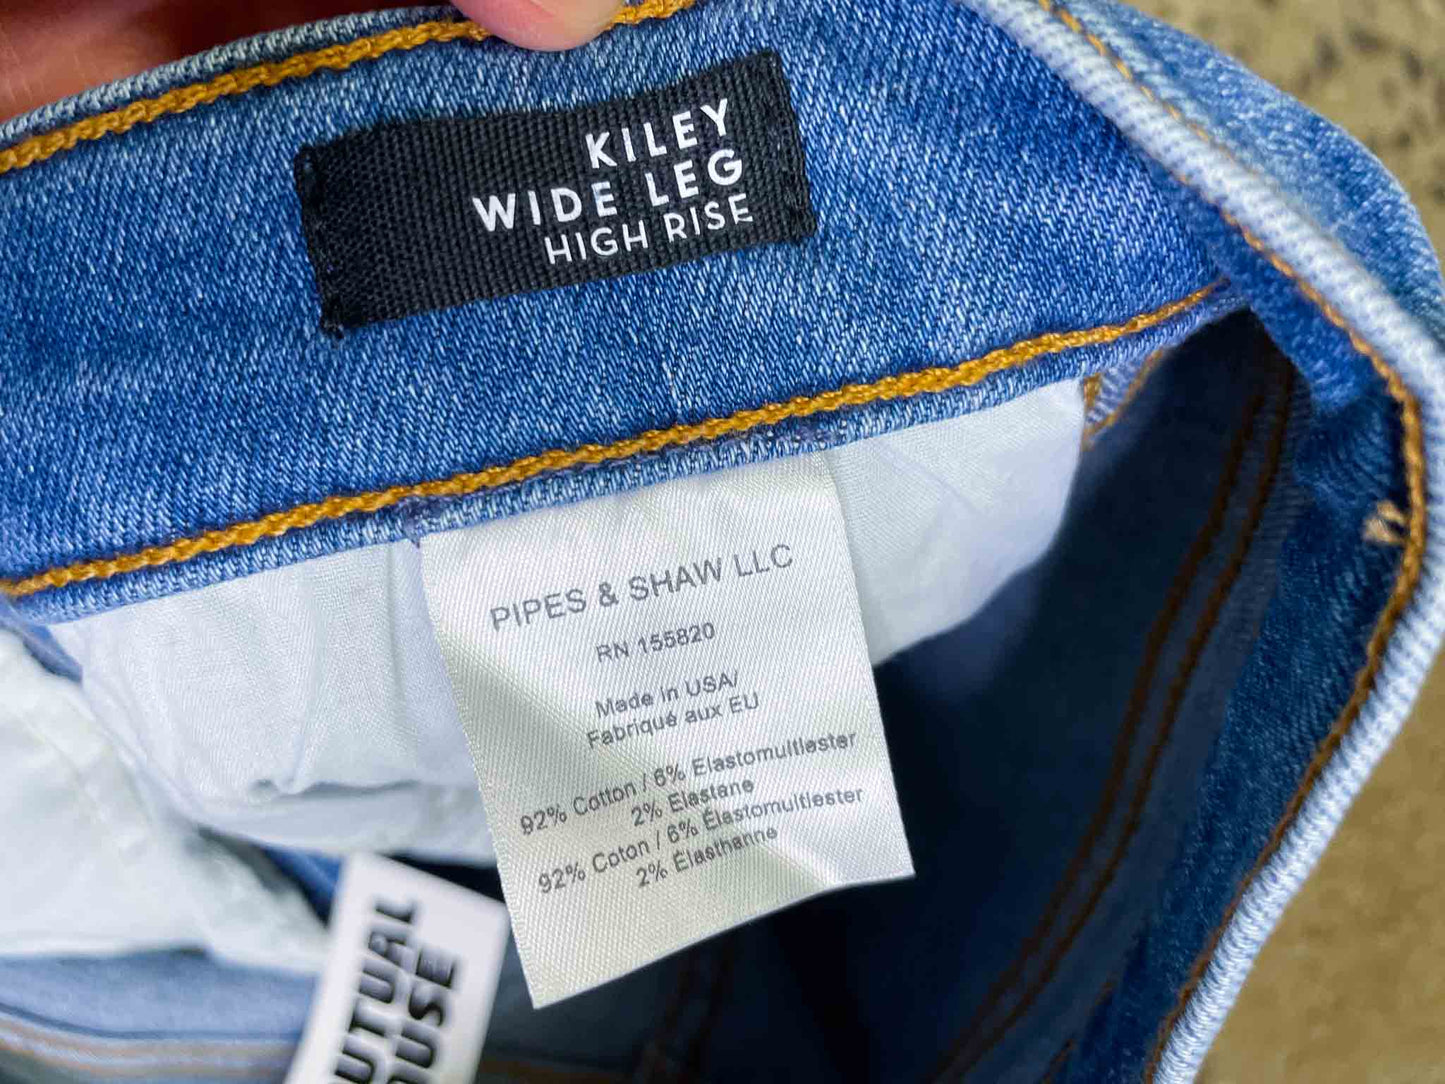 KILEY
WIDE LEG
HIGH RISE
PIPES & SHAW LLC
RN 155820
Made in USA/
Fabriqué aux EU
92% Cotton / 6% Elastomultiester
2% Elastane
92% Coton / 6% Élastomultiester
2% Élasthanne